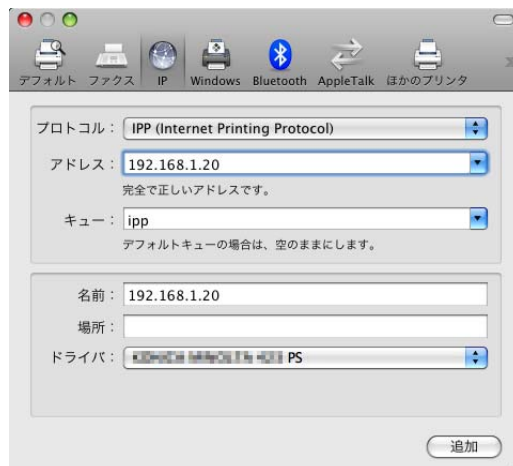 デフォルト ファクス IP Windows Bluetooth AppleTalk ほかのプリンタ
プロトコル： IPP (Internet Printing Protocol)
アドレス： 192.168.1.20
完全で正しいアドレスです。
キュー： ipp
デフォルトキューの場合は、空のままにします。
名前： 192.168.1.20
場所：
ドライバ： PS
追加